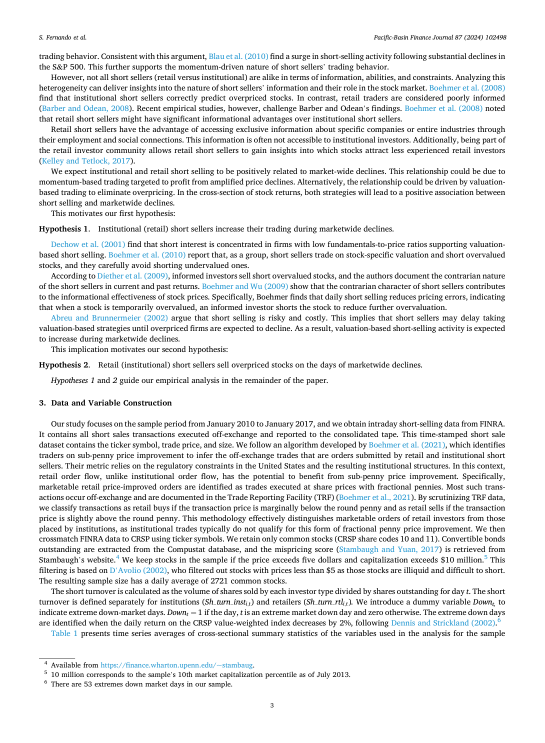 S. Fernando et al.
Pacific-Basin Finance Journal 87 (2024) 102498
trading behavior. Consistent with this argument, Blau et al. (2010) find a surge in short-selling activity following substantial declines in
the S&P 500. This further supports the momentum-driven nature of short sellers' trading behavior.
However, not all short sellers (retail versus institutional) are alike in terms of information, abilities, and constraints. Analyzing this
heterogeneity can deliver insights into the nature of short sellers' information and their role in the stock market. Boehmer et al. (2008)
find that institutional short sellers correctly predict overpriced stocks. In contrast, retail traders are considered poorly informed
(Barber and Odean, 2008). Recent empirical studies, however, challenge Barber and Odean's findings. Boehmer et al. (2008) noted
that retail short sellers might have significant informational advantages over institutional short sellers.
Retail short sellers have the advantage of accessing exclusive information about specific companies or entire industries through
their employment and social connections. This information is often not accessible to institutional investors. Additionally, being part of
the retail investor community allows retail short sellers to gain insights into which stocks attract less experienced retail investors
(Kelley and Tetlock, 2017).
We expect institutional and retail short selling to be positively related to market-wide declines. This relationship could be due to
momentum-based trading targeted to profit from amplified price declines. Alternatively, the relationship could be driven by valuation-
based trading to eliminate overpricing. In the cross-section of stock returns, both strategies will lead to a positive association between
short selling and marketwide declines.
This motivates our first hypothesis:
Hypothesis 1. Institutional (retail) short sellers increase their trading during marketwide declines.
Dechow et al. (2001) find that short interest is concentrated in firms with low fundamentals-to-price ratios supporting valuation-
based short selling. Boehmer et al. (2010) report that, as a group, short sellers trade on stock-specific valuation and short overvalued
stocks, and they carefully avoid shorting undervalued ones.
According to Diether et al. (2009), informed investors sell short overvalued stocks, and the authors document the contrarian nature
of the short sellers in current and past returns. Boehmer and Wu (2009) show that the contrarian character of short sellers contributes
to the informational effectiveness of stock prices. Specifically, Boehmer finds that daily short selling reduces pricing errors, indicating
that when a stock is temporarily overvalued, an informed investor shorts the stock to reduce further overvaluation.
Abreu and Brunnermeier (2002) argue that short selling is risky and costly. This implies that short sellers may delay taking
valuation-based strategies until overpriced firms are expected to decline. As a result, valuation-based short-selling activity is expected
to increase during marketwide declines.
This implication motivates our second hypothesis:
Hypothesis 2. Retail (institutional) short sellers sell overpriced stocks on the days of marketwide declines.
Hypotheses 1 and 2 guide our empirical analysis in the remainder of the paper.
3. Data and Variable Construction
Our study focuses on the sample period from January 2010 to January 2017, and we obtain intraday short-selling data from FINRA.
It contains all short sales transactions executed off-exchange and reported to the consolidated tape. This time-stamped short sale
dataset contains the ticker symbol, trade price, and size. We follow an algorithm developed by Boehmer et al. (2021), which identifies
traders on sub-penny price improvement to infer the off-exchange trades that are orders submitted by retail and institutional short
sellers. Their metric relies on the regulatory constraints in the United States and the resulting institutional structures. In this context,
retail order flow, unlike institutional order flow, has the potential to benefit from sub-penny price improvement. Specifically,
marketable retail price-improved orders are identified as trades executed at share prices with fractional pennies. Most such trans-
actions occur off-exchange and are documented in the Trade Reporting Facility (TRF) (Boehmer et al., 2021). By scrutinizing TRF data,
we classify transactions as retail buys if the transaction price is marginally below the round penny and as retail sells if the transaction
price is slightly above the round penny. This methodology effectively distinguishes marketable orders of retail investors from those
placed by institutions, as institutional trades typically do not qualify for this form of fractional penny price improvement. We then
crossmatch FINRA data to CRSP using ticker symbols. We retain only common stocks (CRSP share codes 10 and 11). Convertible bonds
outstanding are extracted from the Compustat database, and the mispricing score (Stambaugh and Yuan, 2017) is retrieved from
Stambaugh's website.4 We keep stocks in the sample if the price exceeds five dollars and capitalization exceeds $10 million.5 This
filtering is based on D'Avolio (2002), who filtered out stocks with prices less than $5 as those stocks are illiquid and difficult to short.
The resulting sample size has a daily average of 2721 common stocks.
The short turnover is calculated as the volume of shares sold by each investor type divided by shares outstanding for day t. The short
turnover is defined separately for institutions (Sh.turn.insti,t) and retailers (Sh.turn.rtli,t). We introduce a dummy variable Downt to
indicate extreme down-market days. Downt = 1 if the day, t is an extreme market down day and zero otherwise. The extreme down days
are identified when the daily return on the CRSP value-weighted index decreases by 2%, following Dennis and Strickland (2002).6
Table 1 presents time series averages of cross-sectional summary statistics of the variables used in the analysis for the sample
4 Available from https://finance.wharton.upenn.edu/~stambaug.
5 10 million corresponds to the sample's 10th market capitalization percentile as of July 2013.
6 There are 53 extremes down market days in our sample.
3